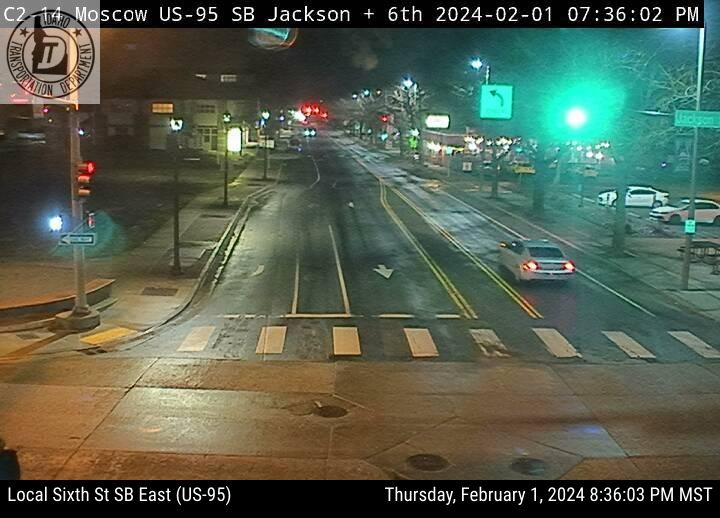 C2 14 Moscow US-95 SB Jackson + 6th 2024-02-01 07:36:02 PM
IDAHO
TRANSPORTATION DEPARTMENT
Jackson
Local Sixth St SB East (US-95)
Thursday, February 1, 2024 8:36:03 PM MST